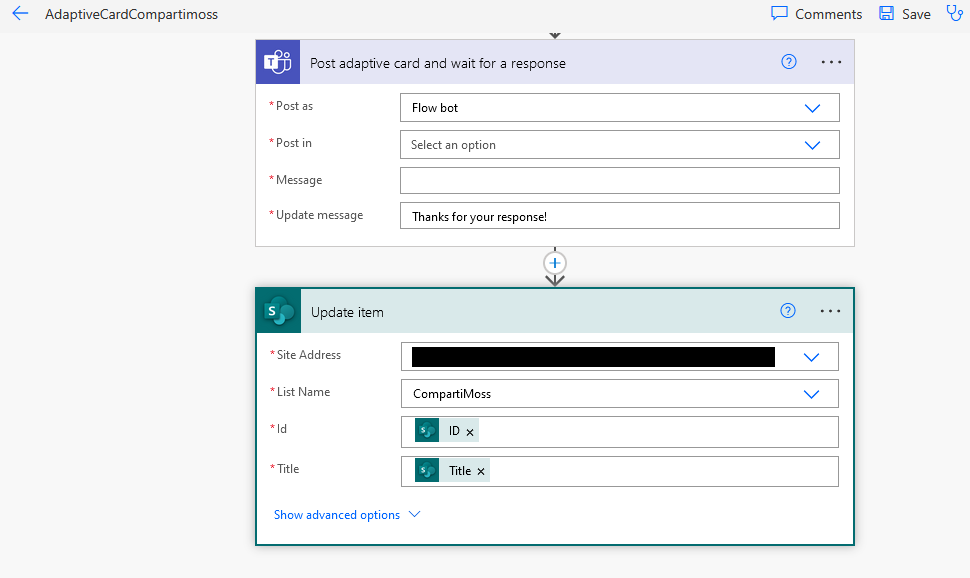 AdaptiveCardCompartimoss Comments Save
Post adaptive card and wait for a response
* Post as Flow bot
* Post in Select an option
* Message
* Update message Thanks for your response!
Update item
* Site Address
* List Name CompartiMoss
* Id ID ×
* Title Title ×
Show advanced options